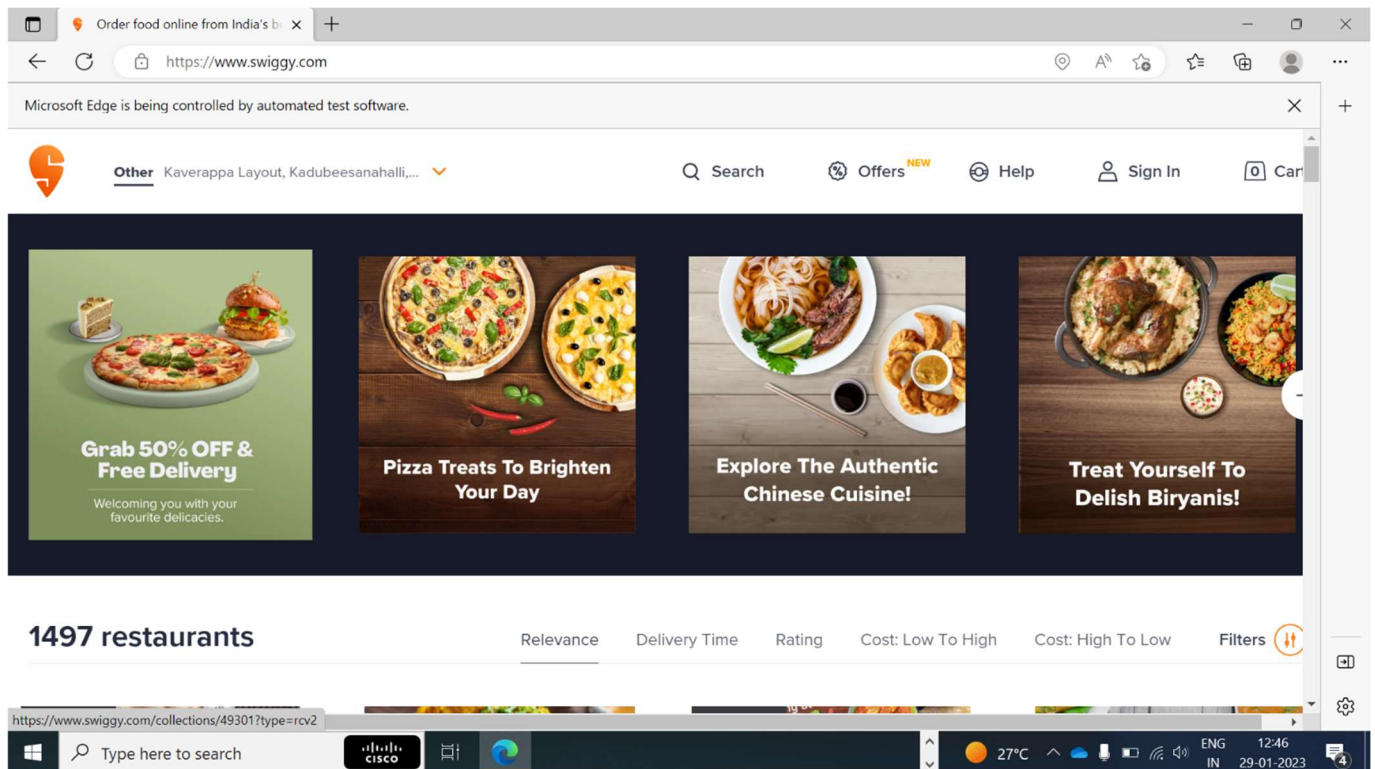 Order food online from India's b
https://www.swiggy.com
Microsoft Edge is being controlled by automated test software.
Other Kaverappa Layout, Kadubeesanahalli,...
Search
Offers NEW
Help
Sign In
0 Cart
Grab 50% OFF &
Free Delivery
Welcoming you with your
favourite delicacies.
Pizza Treats To Brighten
Your Day
Explore The Authentic
Chinese Cuisine!
Treat Yourself To
Delish Biryanis!
1497 restaurants
Relevance
Delivery Time
Rating
Cost: Low To High
Cost: High To Low
Filters
https://www.swiggy.com/collections/49301?type=rcv2
Type here to search
CISCO
27°C
ENG
IN
12:46
29-01-2023
4